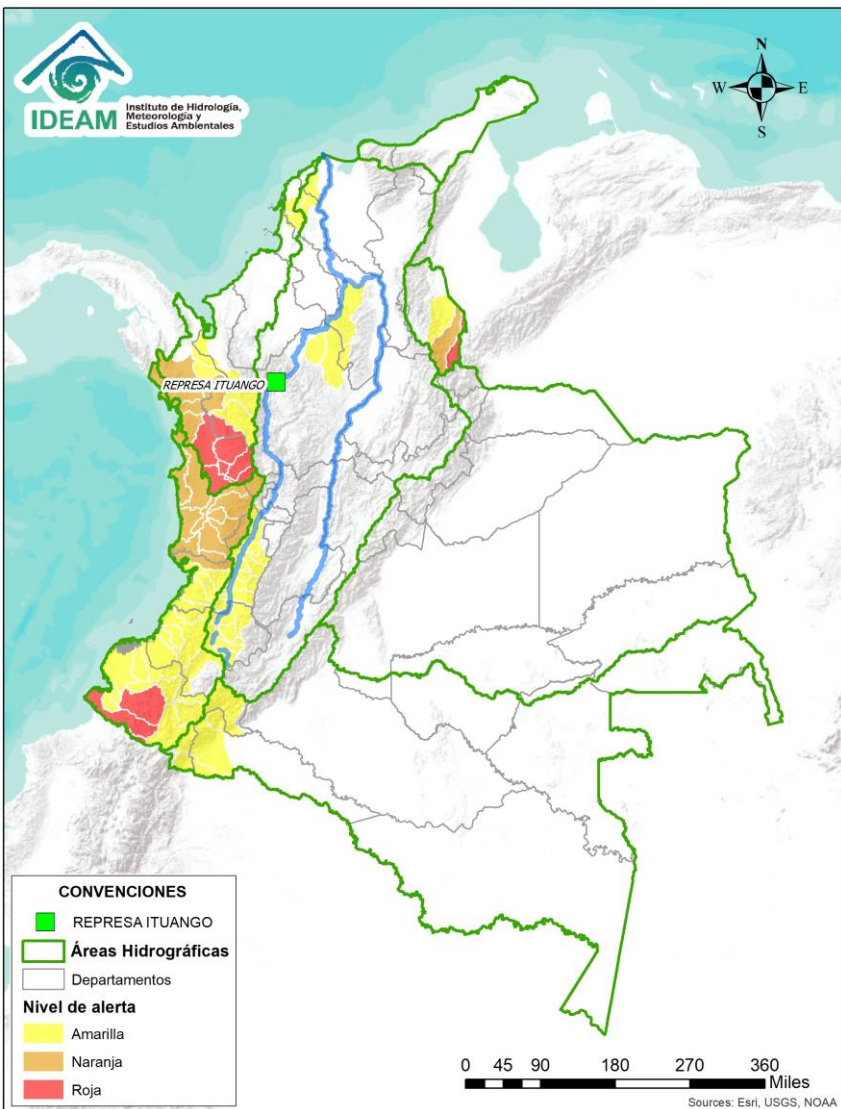 IDEAM
Instituto de Hidrología,
Meteorología y
Estudios Ambientales
N
W
E
S
REPRESA ITUANGO
CONVENCIONES
REPRESA ITUANGO
Áreas Hidrográficas
Departamentos
Nivel de alerta
Amarilla
Naranja
Roja
0 45 90 180 270 360
Miles
Sources: Esri, USGS, NOAA